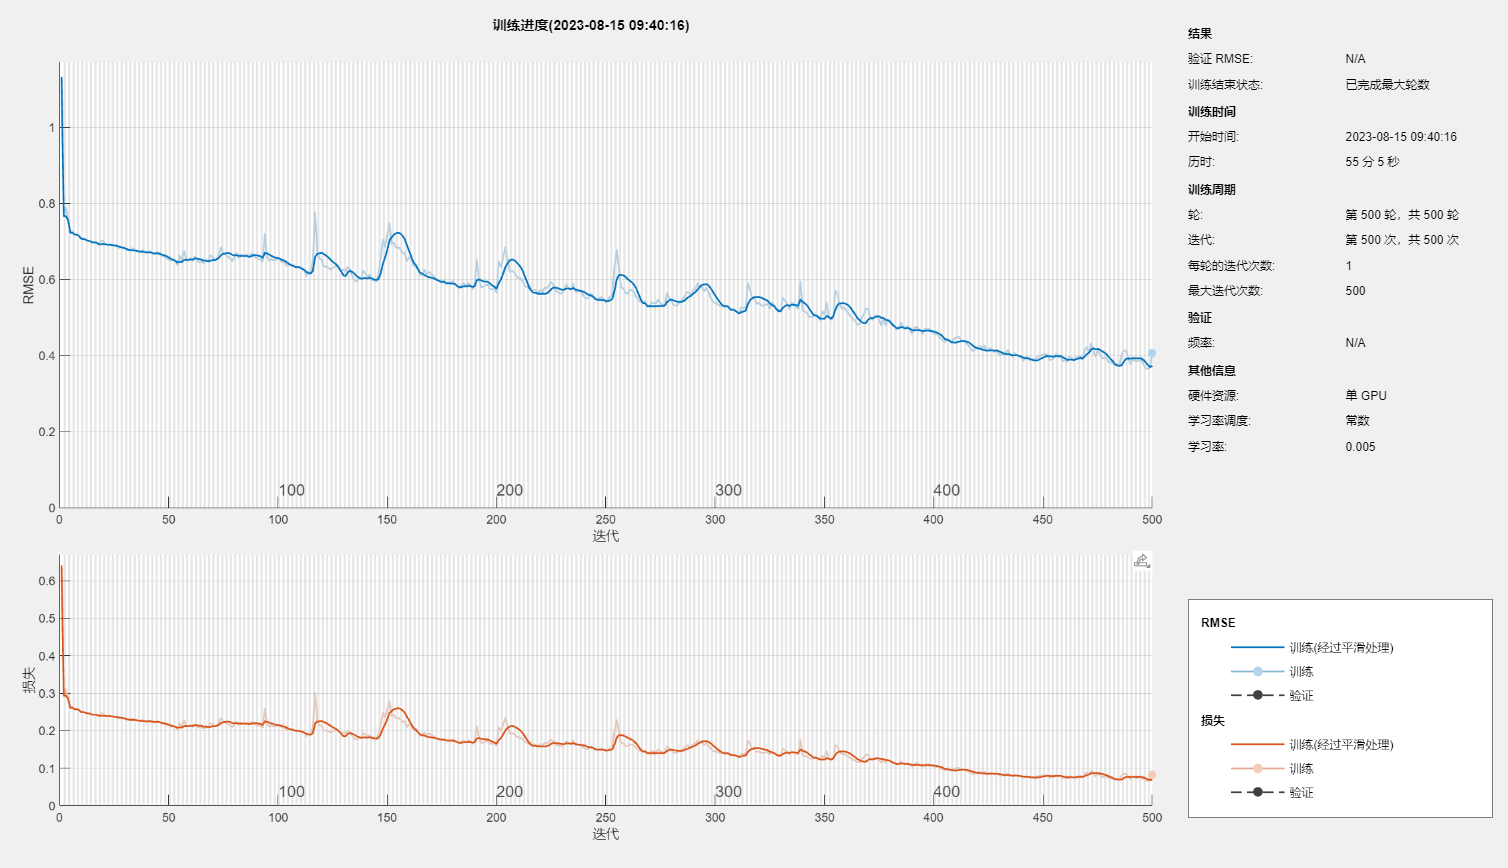 训练进度(2023-08-15 09:40:16)
1
0.8
0.6
0.4
0.2
0
RMSE
100
200
300
400
0
50
100
150
200
250
300
350
400
450
500
迭代
0.6
0.5
0.4
0.3
0.2
0.1
0
损失
100
200
300
400
0
50
100
150
200
250
300
350
400
450
500
迭代
结果
验证 RMSE: N/A
训练结束状态: 已完成最大轮数
训练时间
开始时间: 2023-08-15 09:40:16
历时: 55 分 5 秒
训练周期
轮: 第 500 轮，共 500 轮
迭代: 第 500 次，共 500 次
每轮的迭代次数: 1
最大迭代次数: 500
验证
频率: N/A
其他信息
硬件资源: 单 GPU
学习率调度: 常数
学习率: 0.005
RMSE
训练(经过平滑处理)
训练
验证
损失
训练(经过平滑处理)
训练
验证